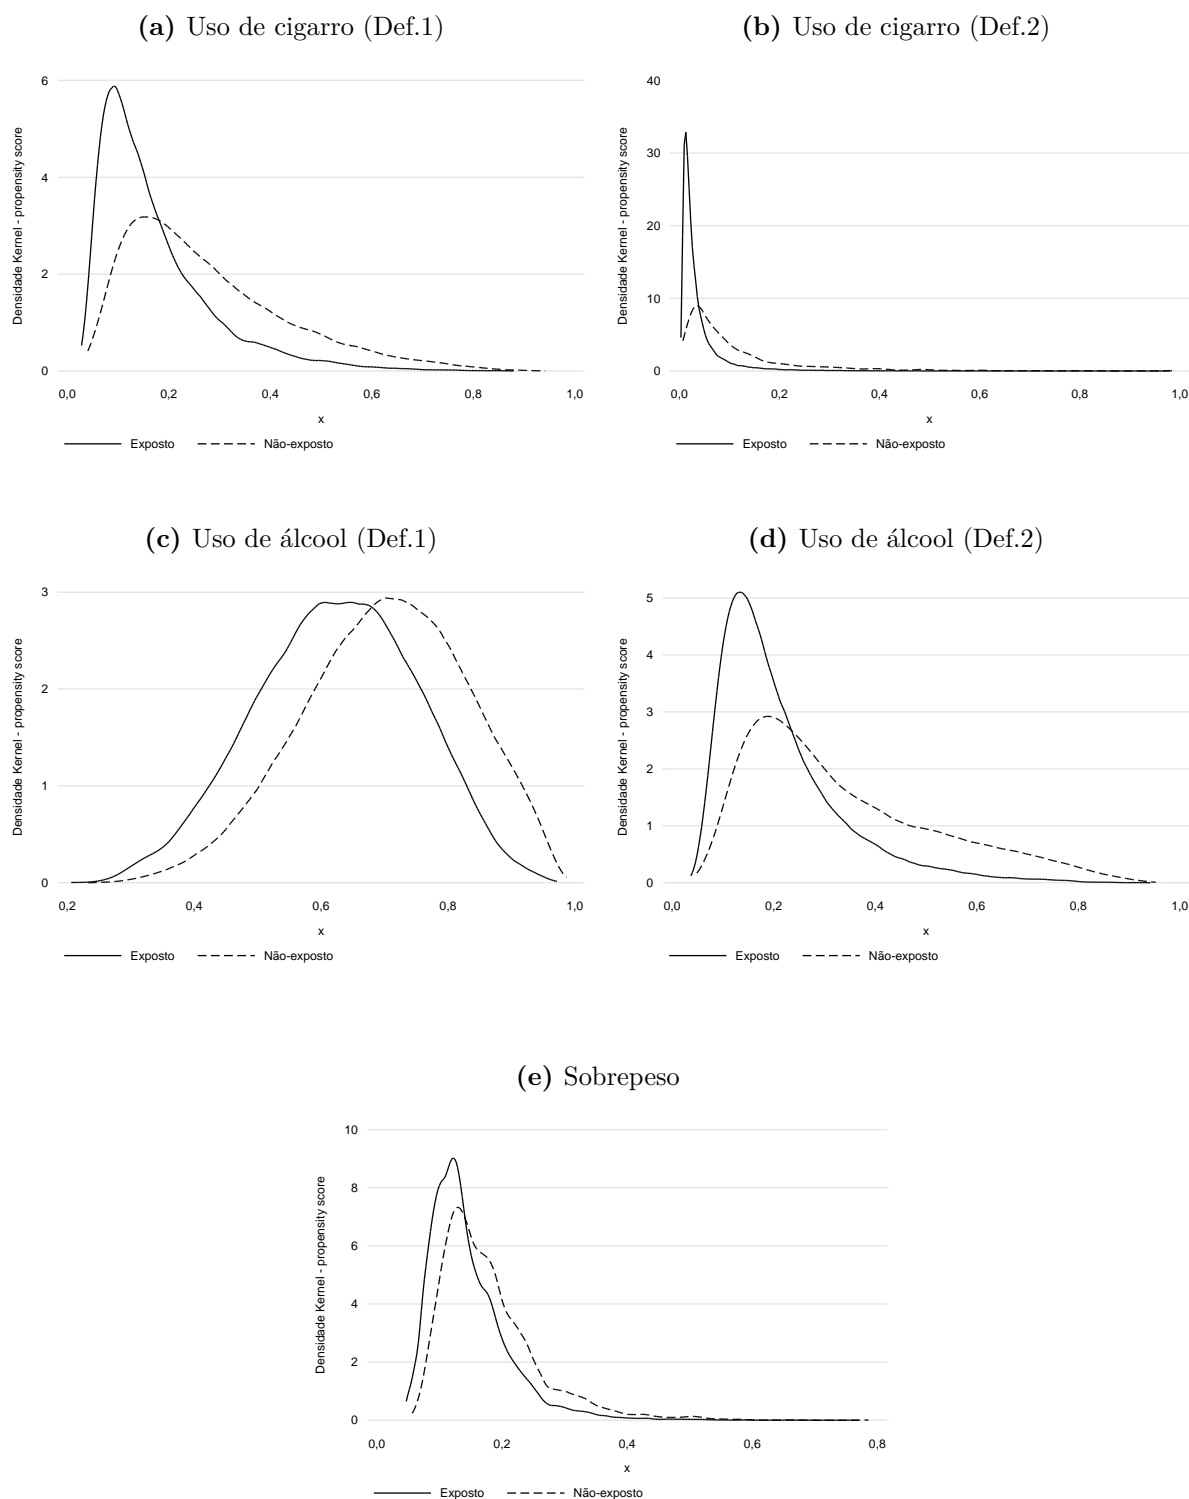 (a) Uso de cigarro (Def.1)
Densidade Kernel - propensity score
6
4
2
0
0,0 0,2 0,4 0,6 0,8 1,0
x
Exposto Não-exposto
(b) Uso de cigarro (Def.2)
Densidade Kernel - propensity score
40
30
20
10
0
0,0 0,2 0,4 0,6 0,8 1,0
x
Exposto Não-exposto
(c) Uso de álcool (Def.1)
Densidade Kernel - propensity score
3
2
1
0
0,2 0,4 0,6 0,8 1,0
x
Exposto Não-exposto
(d) Uso de álcool (Def.2)
Densidade Kernel - propensity score
5
4
3
2
1
0
0,0 0,2 0,4 0,6 0,8 1,0
x
Exposto Não-exposto
(e) Sobrepeso
Densidade Kernel - propensity score
10
8
6
4
2
0
0,0 0,2 0,4 0,6 0,8
x
Exposto Não-exposto